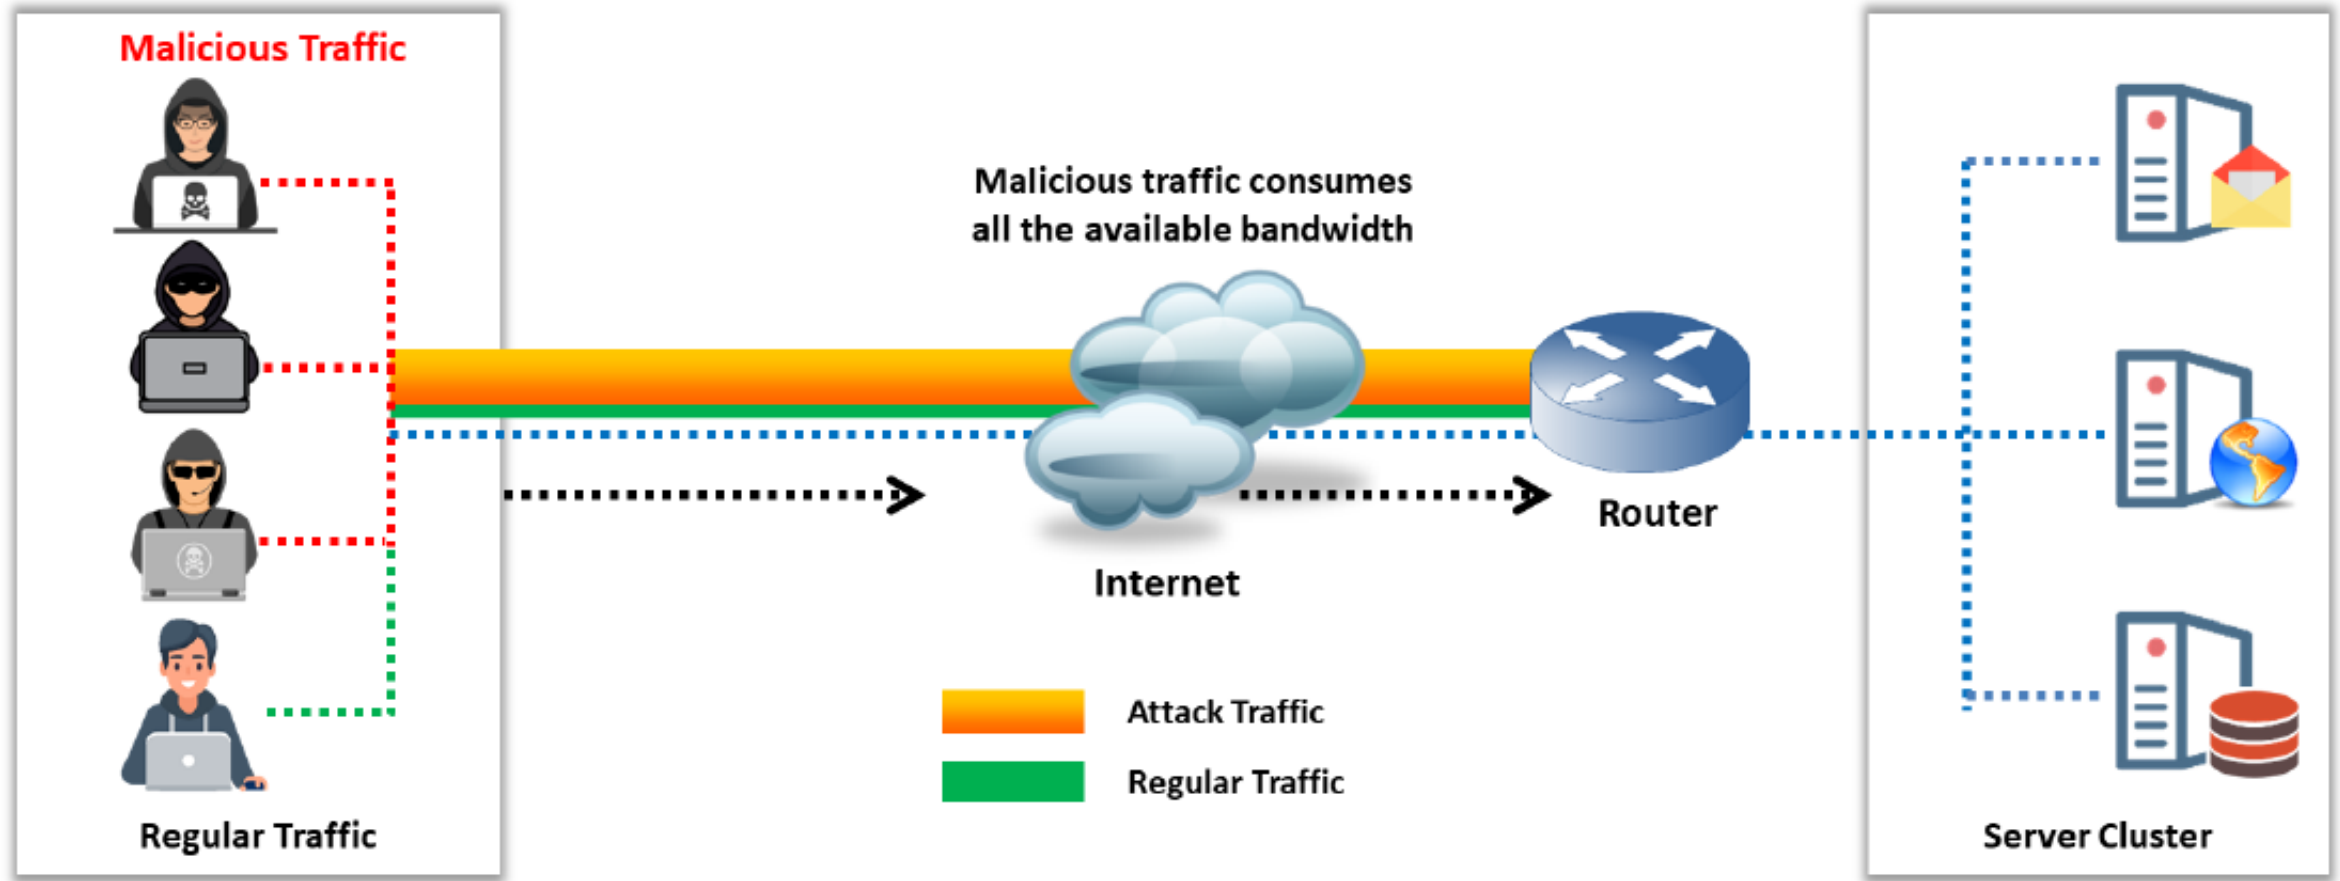 Malicious Traffic
Malicious traffic consumes
all the available bandwidth
Router
Internet
Attack Traffic
Regular Traffic
Regular Traffic
Server Cluster